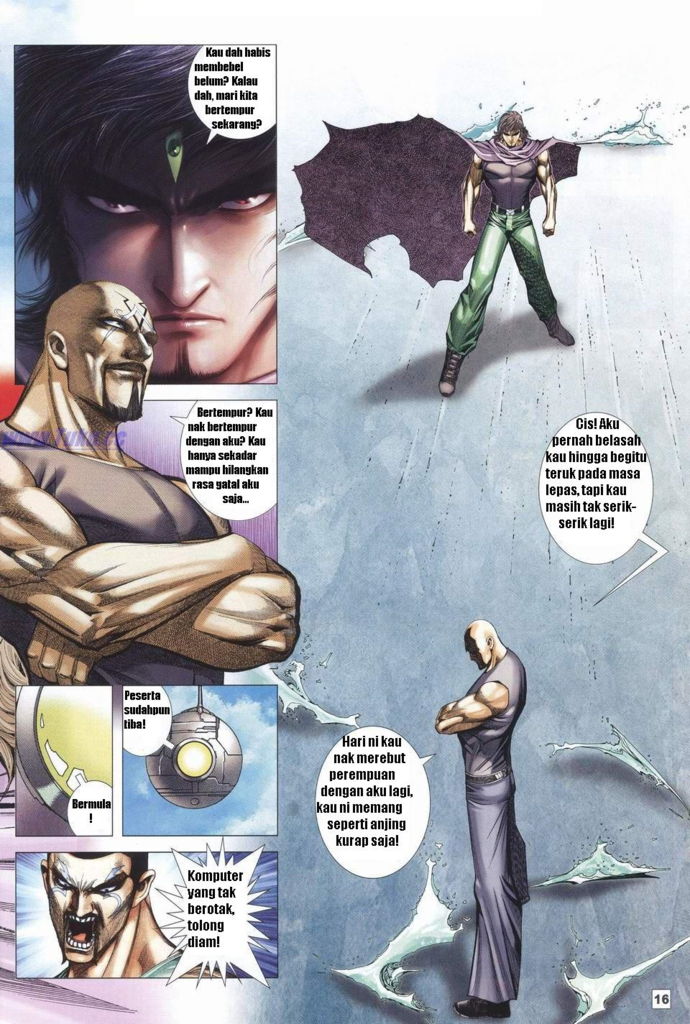 Kau dah habis
membebel
belum? Kalau
dah, mari kita
bertempur
sekarang?
Bertempur? Kau
nak bertempur
dengan aku? Kau
hanya sekadar
mampu hilangkan
rasa gatal aku
saja...
Cis! Aku
pernah belasah
kau hingga begitu
teruk pada masa
lepas, tapi kau
masih tak serik-
serik lagi!
Hari ni kau
nak merebut
perempuan
dengan aku lagi,
kau ni memang
seperti anjing
kurap saja!
Peserta
sudahpun
tiba!
Bermula
!
Komputer
yang tak
berotak,
tolong
diam!
16